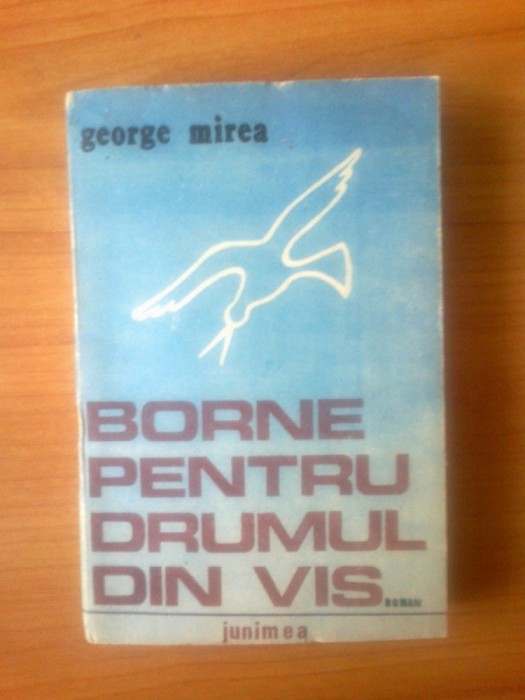 george mirea
BORNE
PENTRU
DRUMUL
DIN VIS
ROMAN
junimea